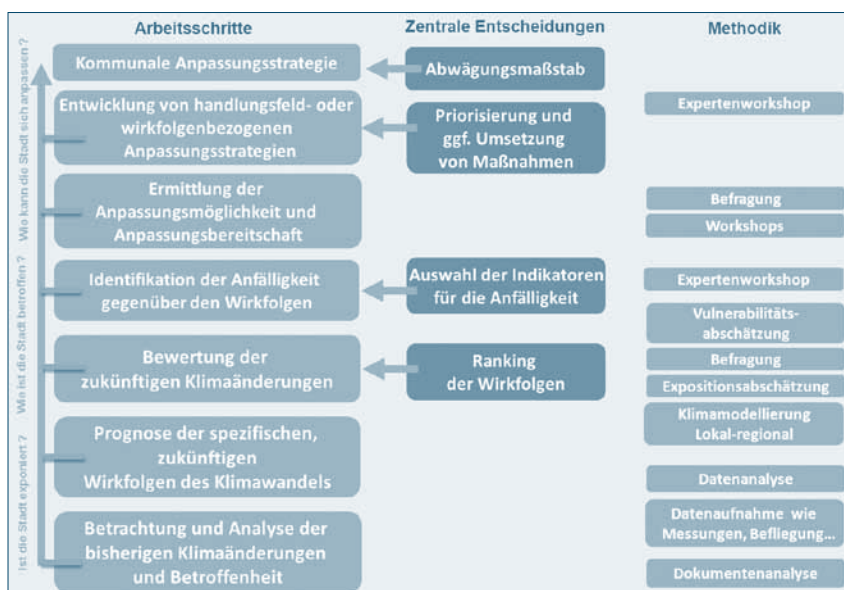 Arbeitsschritte
Zentrale Entscheidungen
Methodik
Wie kann die Stadt sich anpassen ?
Wie ist die Stadt betroffen ?
Ist die Stadt exponiert ?
Kommunale Anpassungsstrategie
Entwicklung von handlungsfeld- oder
wirkfolgenbezogenen
Anpassungsstrategien
Ermittlung der
Anpassungsmöglichkeit und
Anpassungsbereitschaft
Identifikation der Anfälligkeit
gegenüber den Wirkfolgen
Bewertung der
zukünftigen Klimaänderungen
Prognose der spezifischen,
zukünftigen
Wirkfolgen des Klimawandels
Betrachtung und Analyse der
bisherigen Klimaänderungen
und Betroffenheit
Abwägungsmaßstab
Priorisierung und
ggf. Umsetzung
von Maßnahmen
Auswahl der Indikatoren
für die Anfälligkeit
Ranking
der Wirkfolgen
Expertenworkshop
Befragung
Workshops
Expertenworkshop
Vulnerabilitäts-
abschätzung
Befragung
Expositionsabschätzung
Klimamodellierung
Lokal-regional
Datenanalyse
Datenaufnahme wie
Messungen, Befliegung...
Dokumentenanalyse